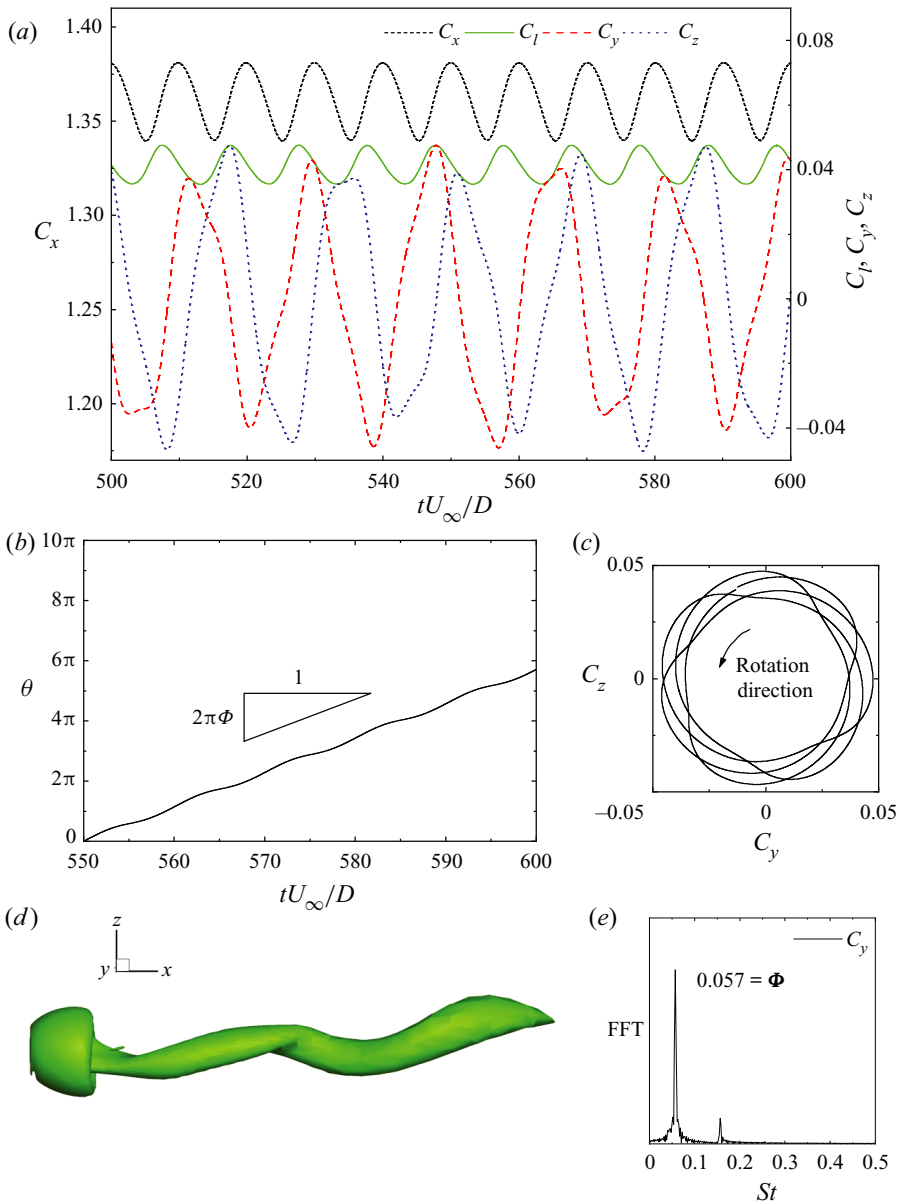 (a)
C_x C_l C_y C_z
1.40
1.35
1.30
1.25
1.20
C_x
0.08
0.04
0
−0.04
C_l, C_y, C_z
500 520 540 560 580 600
tU_∞/D
(b)
10π
8π
6π
4π
2π
0
θ
1
2πΦ
550 560 570 580 590 600
tU_∞/D
(c)
0.05
0
−0.05
C_z
Rotation
direction
0 0.05
C_y
(d)
z
y x
(e)
C_y
0.057 = Φ
FFT
0 0.1 0.2 0.3 0.4 0.5
St